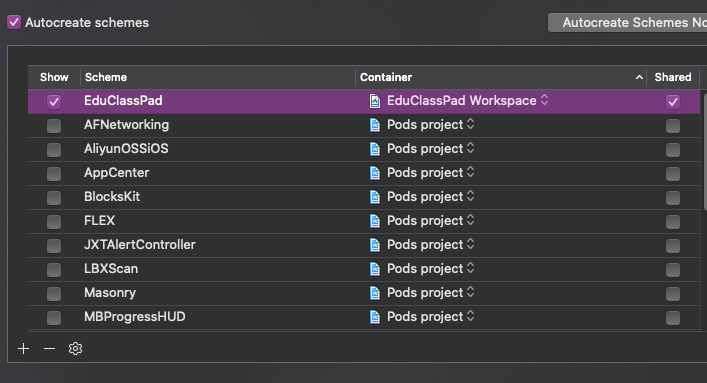 Autocreate schemes Autocreate Schemes No
Show Scheme Container Shared
EduClassPad EduClassPad Workspace
AFNetworking Pods project
AliyunOSSiOS Pods project
AppCenter Pods project
BlocksKit Pods project
FLEX Pods project
JXTAlertController Pods project
LBXScan Pods project
Masonry Pods project
MBProgressHUD Pods project